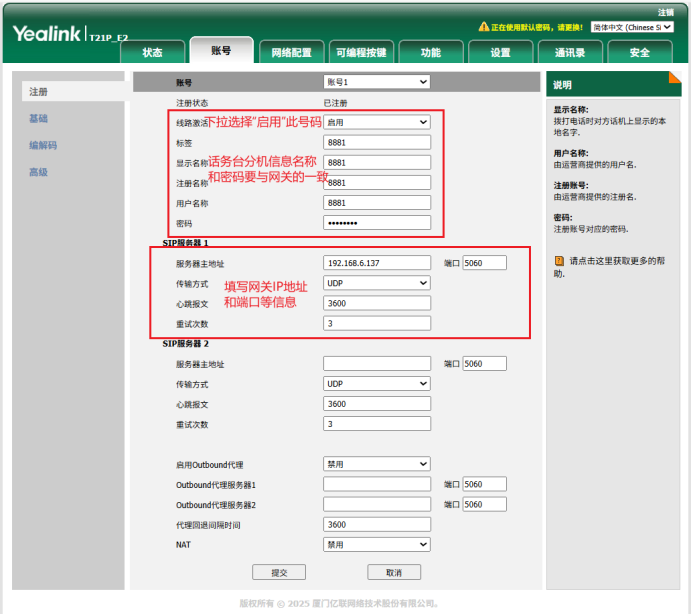 注销
Yealink T21P_E2
正在使用默认密码，请更换！ 简体中文 (Chinese S
状态 账号 网络配置 可编程按键 功能 设置 通讯录 安全
注册
基础
编解码
高级
账号 账号1
注册状态 已注册
线路激活 启用
下拉选择"启用"此号码
标签 8881
显示名称 8881
话务台分机信息名称
和密码要与网关的一致
注册名称 8881
用户名称 8881
密码 ••••••••
SIP服务器 1
服务器主地址 192.168.6.137 端口 5060
传输方式 UDP
填写网关IP地址
和端口等信息
心跳报文 3600
重试次数 3
SIP服务器 2
服务器主地址 端口 5060
传输方式 UDP
心跳报文 3600
重试次数 3
启用Outbound代理 禁用
Outbound代理服务器1 端口 5060
Outbound代理服务器2 端口 5060
代理回退间隔时间 3600
NAT 禁用
提交 取消
说明
显示名称:
拨打电话时对方话机上显示的本
地名字.
用户名称:
由运营商提供的用户名.
注册账号:
由运营商提供的注册名.
密码:
注册账号对应的密码.
请点击这里获取更多的帮
助.
版权所有 © 2025 厦门亿联网络技术股份有限公司。